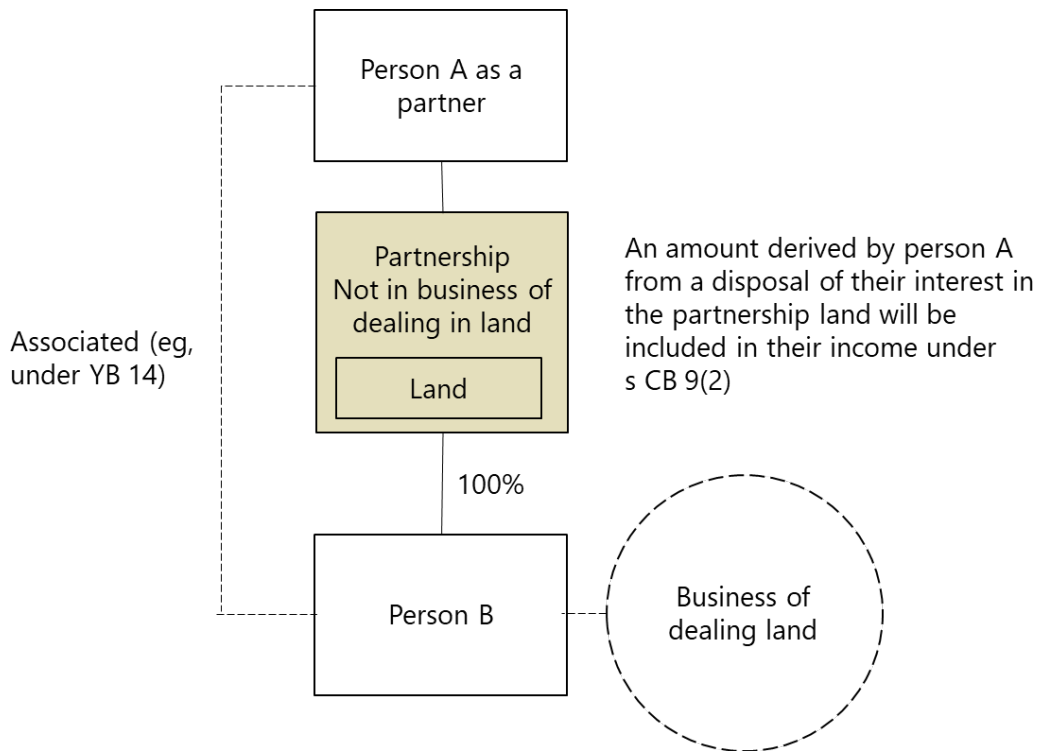 Person A as a
partner
Partnership
Not in business of
dealing in land
Land
An amount derived by person A
from a disposal of their interest in
the partnership land will be
included in their income under
s CB 9(2)
Associated (eg,
under YB 14)
100%
Person B
Business of
dealing land